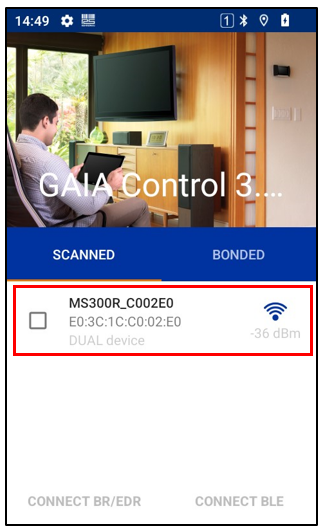 14:49
1
GAIA Control 3....
SCANNED
BONDED
MS300R_C002E0
E0:3C:1C:C0:02:E0
DUAL device
-36 dBm
CONNECT BR/EDR
CONNECT BLE